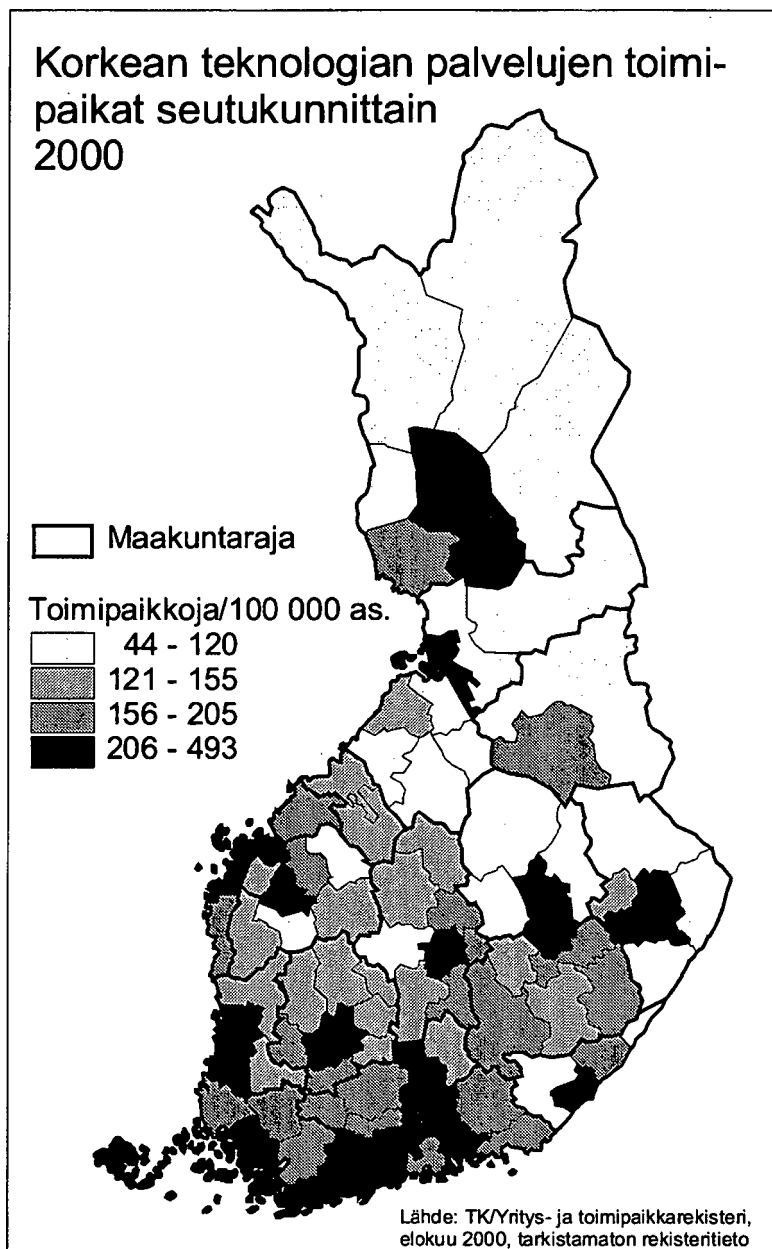 Korkean teknologian palvelujen toimi-
paikat seutukunnittain
2000
Maakuntaraja
Toimipaikkoja/100 000 as.
44 - 120
121 - 155
156 - 205
206 - 493
Lähde: TK/Yritys- ja toimipaikkarekisteri,
elokuu 2000, tarkistamaton rekisteritieto